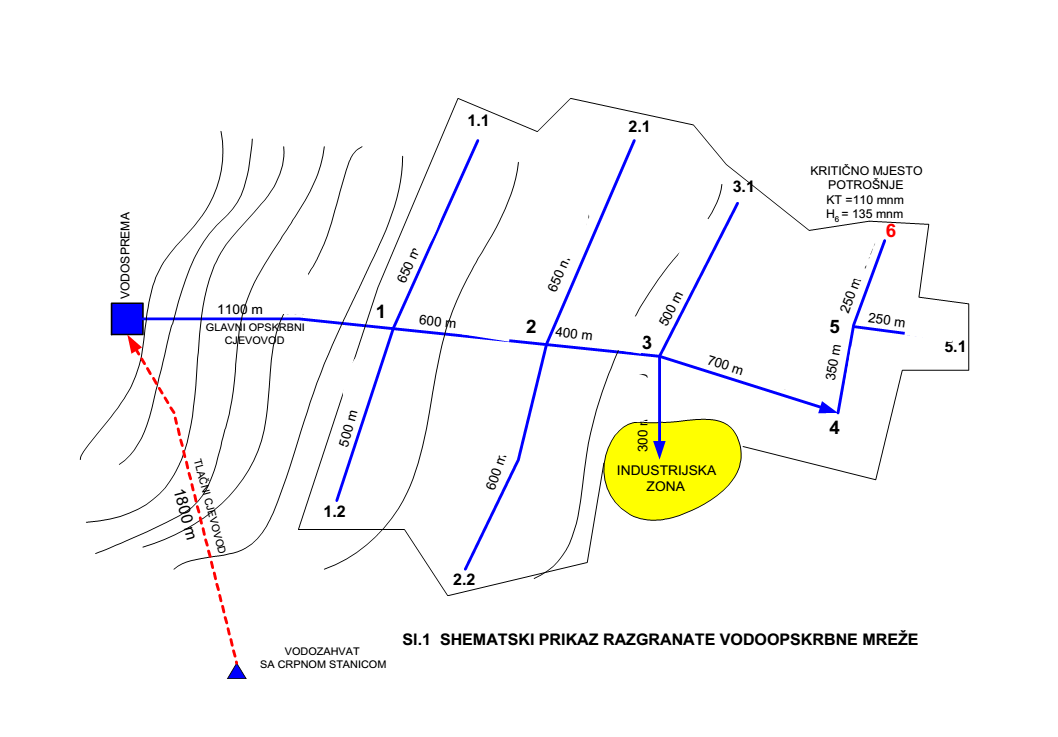 1.1
2.1
3.1
KRITIČNO MJESTO
POTROŠNJE
KT =110 mnm
H6 = 135 mnm
6
VODOSPREMA
650 m
650 n.
500 m
250 m
1100 m
GLAVNI OPSKRBNI
CJEVOVOD
1
600 m
2
400 m
3
5
250 m
5.1
700 m
350 m
4
500 m
300
600 n.
INDUSTRIJSKA
ZONA
TLAČNI CJEVOVOD
1800 m
1.2
2.2
Sl.1 SHEMATSKI PRIKAZ RAZGRANATE VODOOPSKRBNE MREŽE
VODOZAHVAT
SA CRPNOM STANICOM